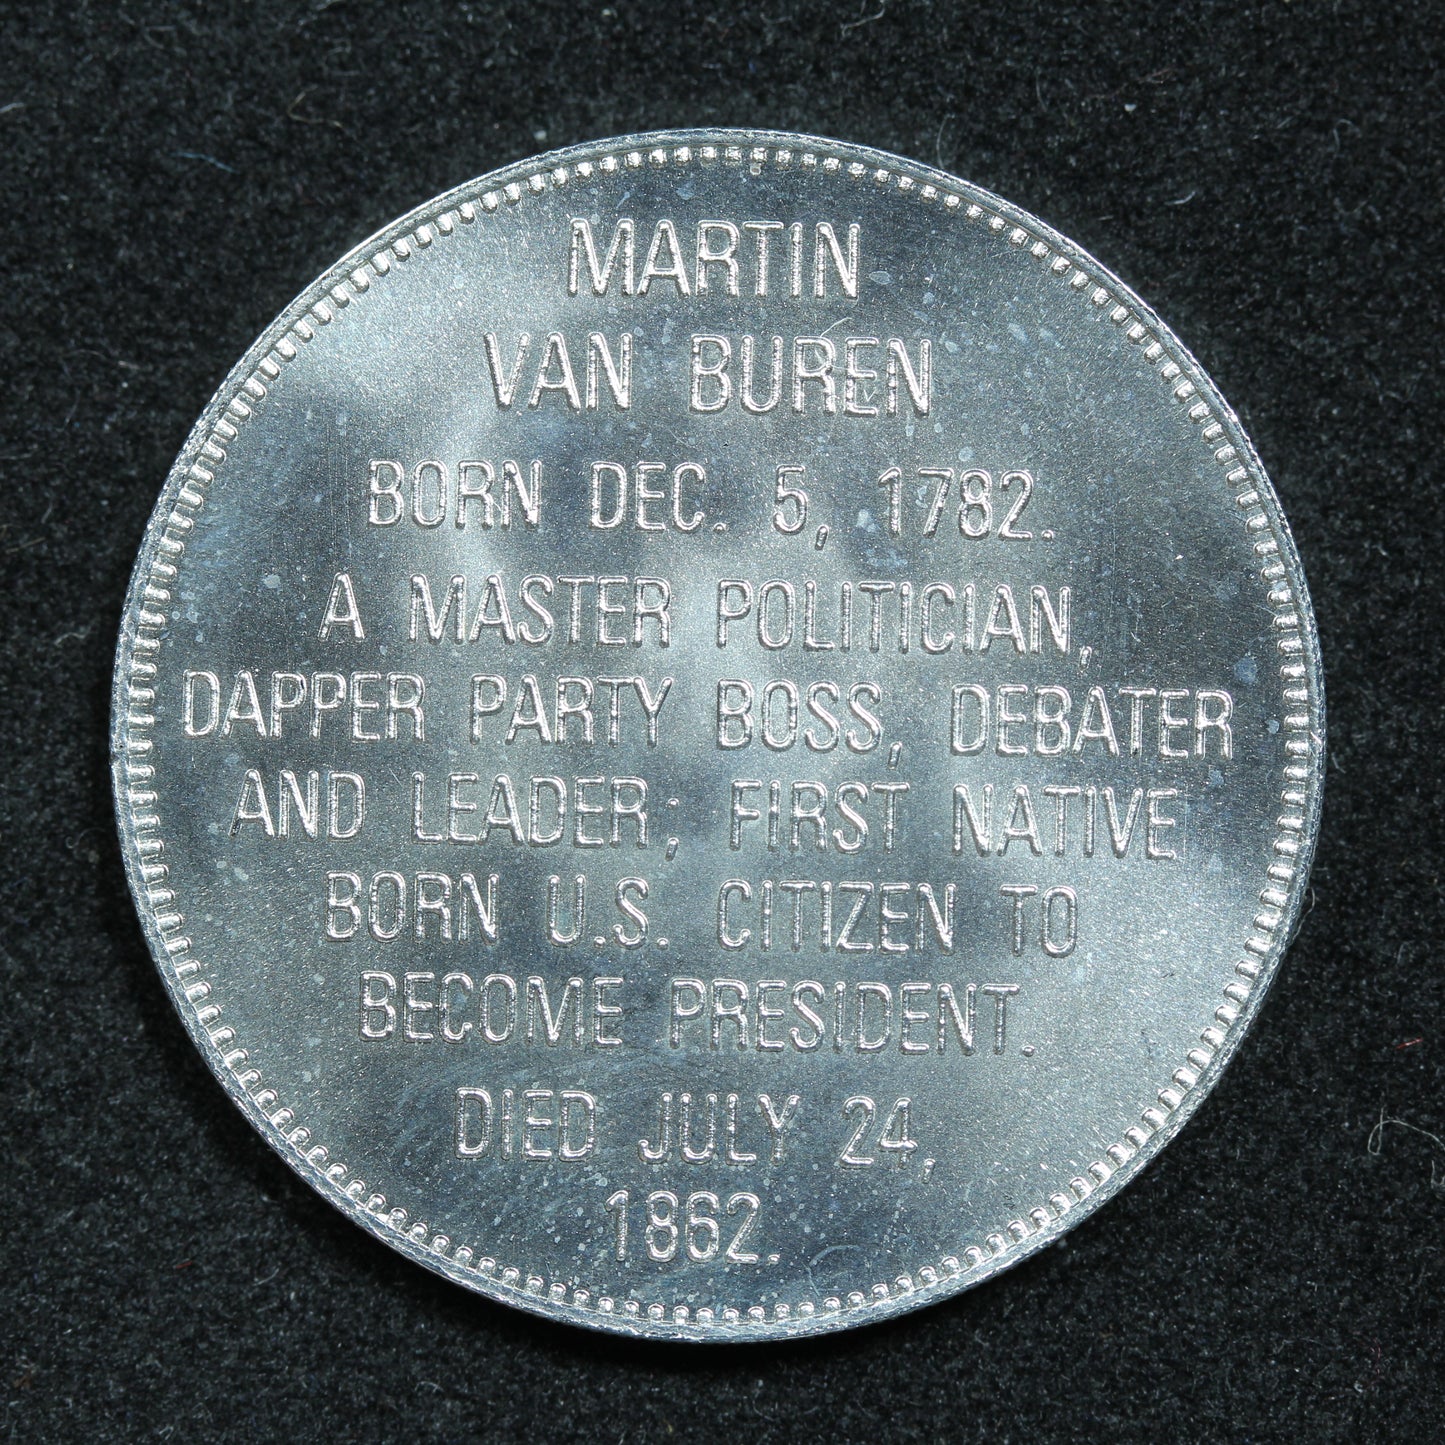 MARTIN
VAN BUREN
BORN DEC. 5, 1782.
A MASTER POLITICIAN,
DAPPER PARTY BOSS, DEBATER
AND LEADER; FIRST NATIVE
BORN U.S. CITIZEN TO
BECOME PRESIDENT.
DIED JULY 24,
1862.